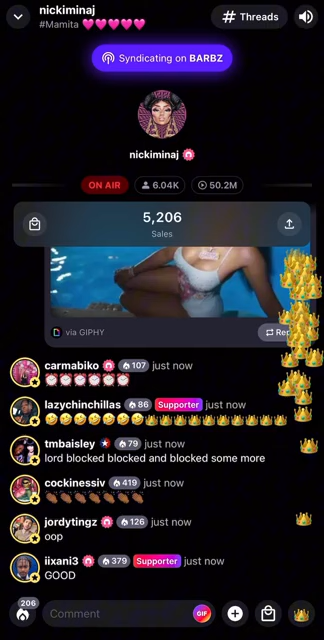 nickiminaj
#Mamita 💗💗💗💗💗
# Threads
Syndicating on BARBZ
nickiminaj
ON AIR
6.04K
50.2M
5,206
Sales
via GIPHY
carmabiko 107 just now
⏰⏰⏰⏰⏰⏰
lazychinchillas 86 Supporter just now
tmbaisley 79 just now
lord blocked blocked and blocked some more
cockinessiv 419 just now
jordytingz 126 just now
oop
iixani3 379 Supporter just now
GOOD
206
Comment
GIF